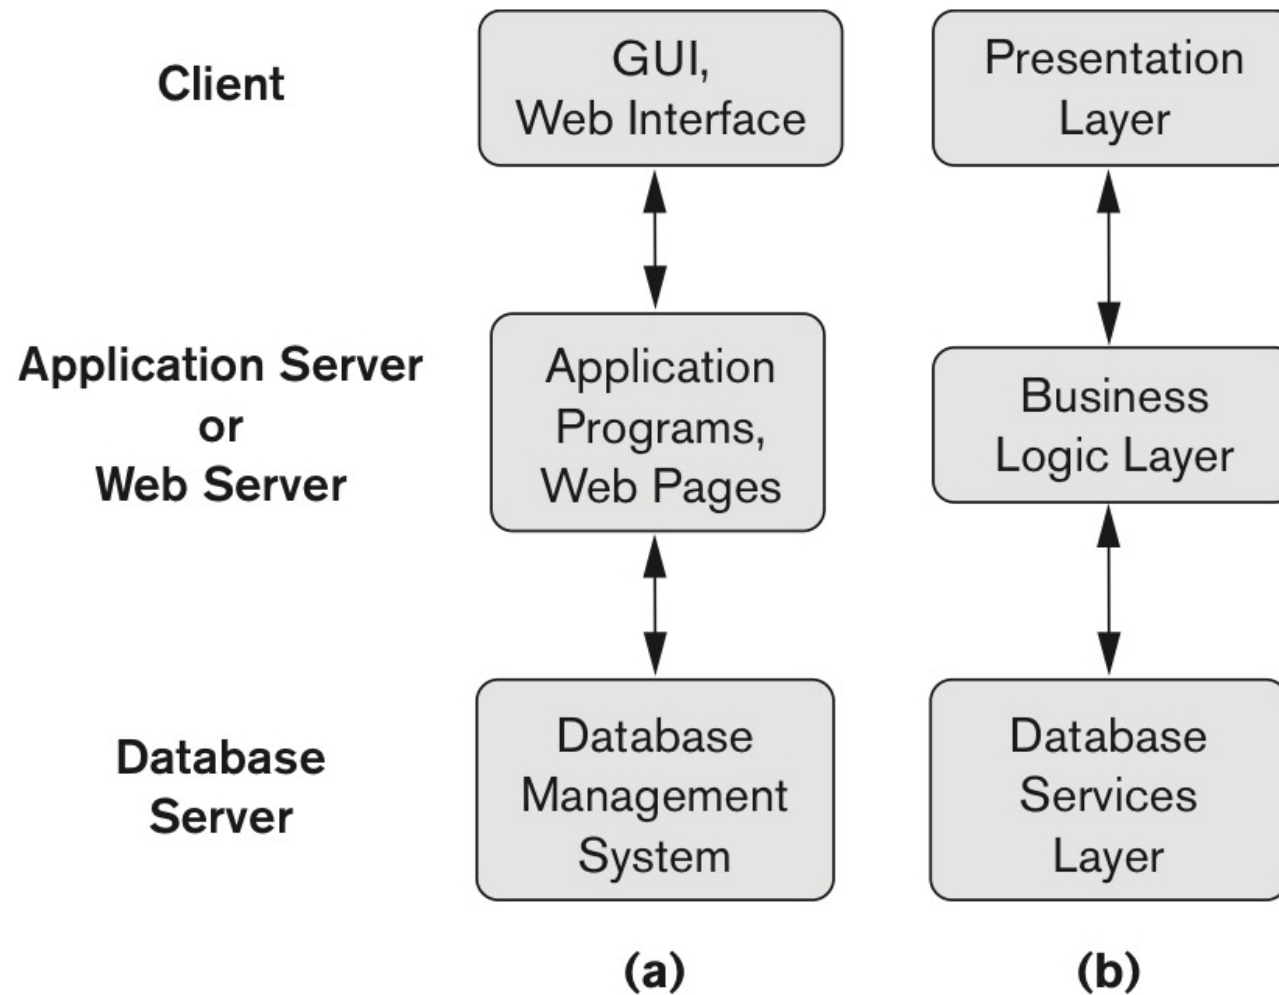 Client
GUI,
Web Interface
Presentation
Layer
Application Server
or
Web Server
Application
Programs,
Web Pages
Business
Logic Layer
Database
Server
Database
Management
System
Database
Services
Layer
(a)
(b)